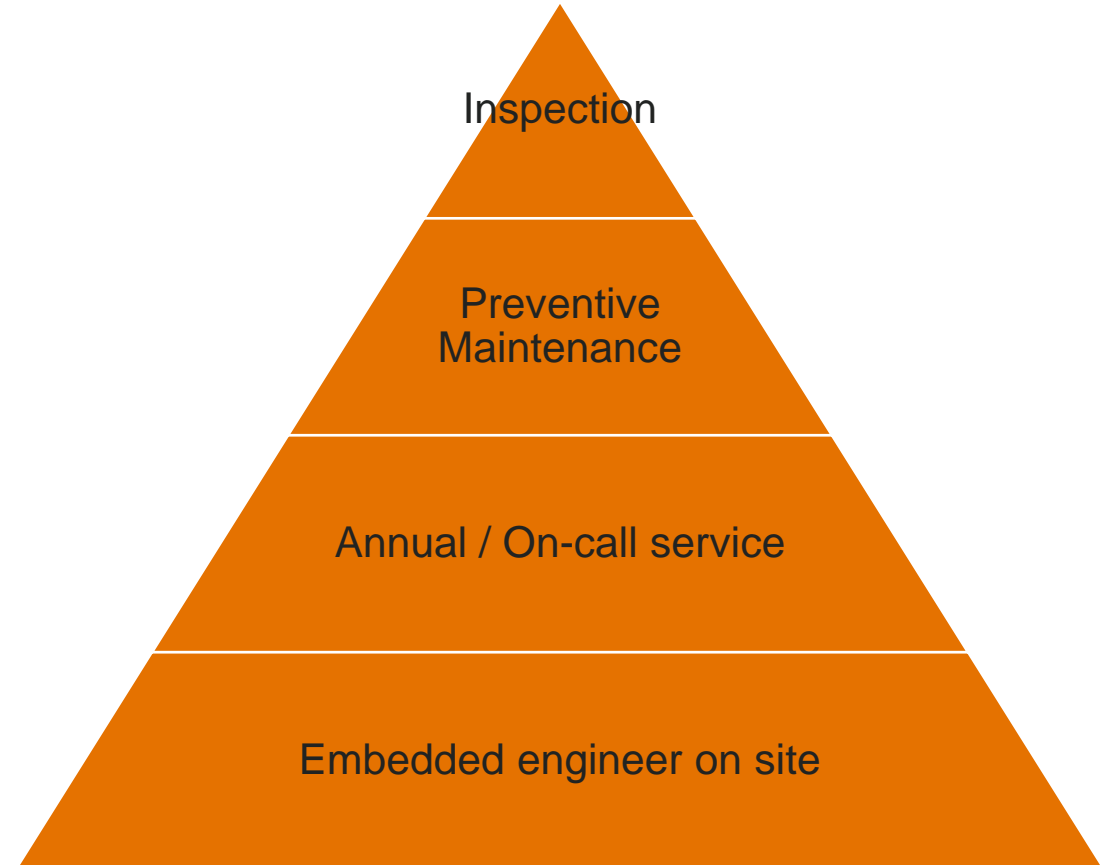 Inspection
Preventive
Maintenance
Annual / On-call service
Embedded engineer on site